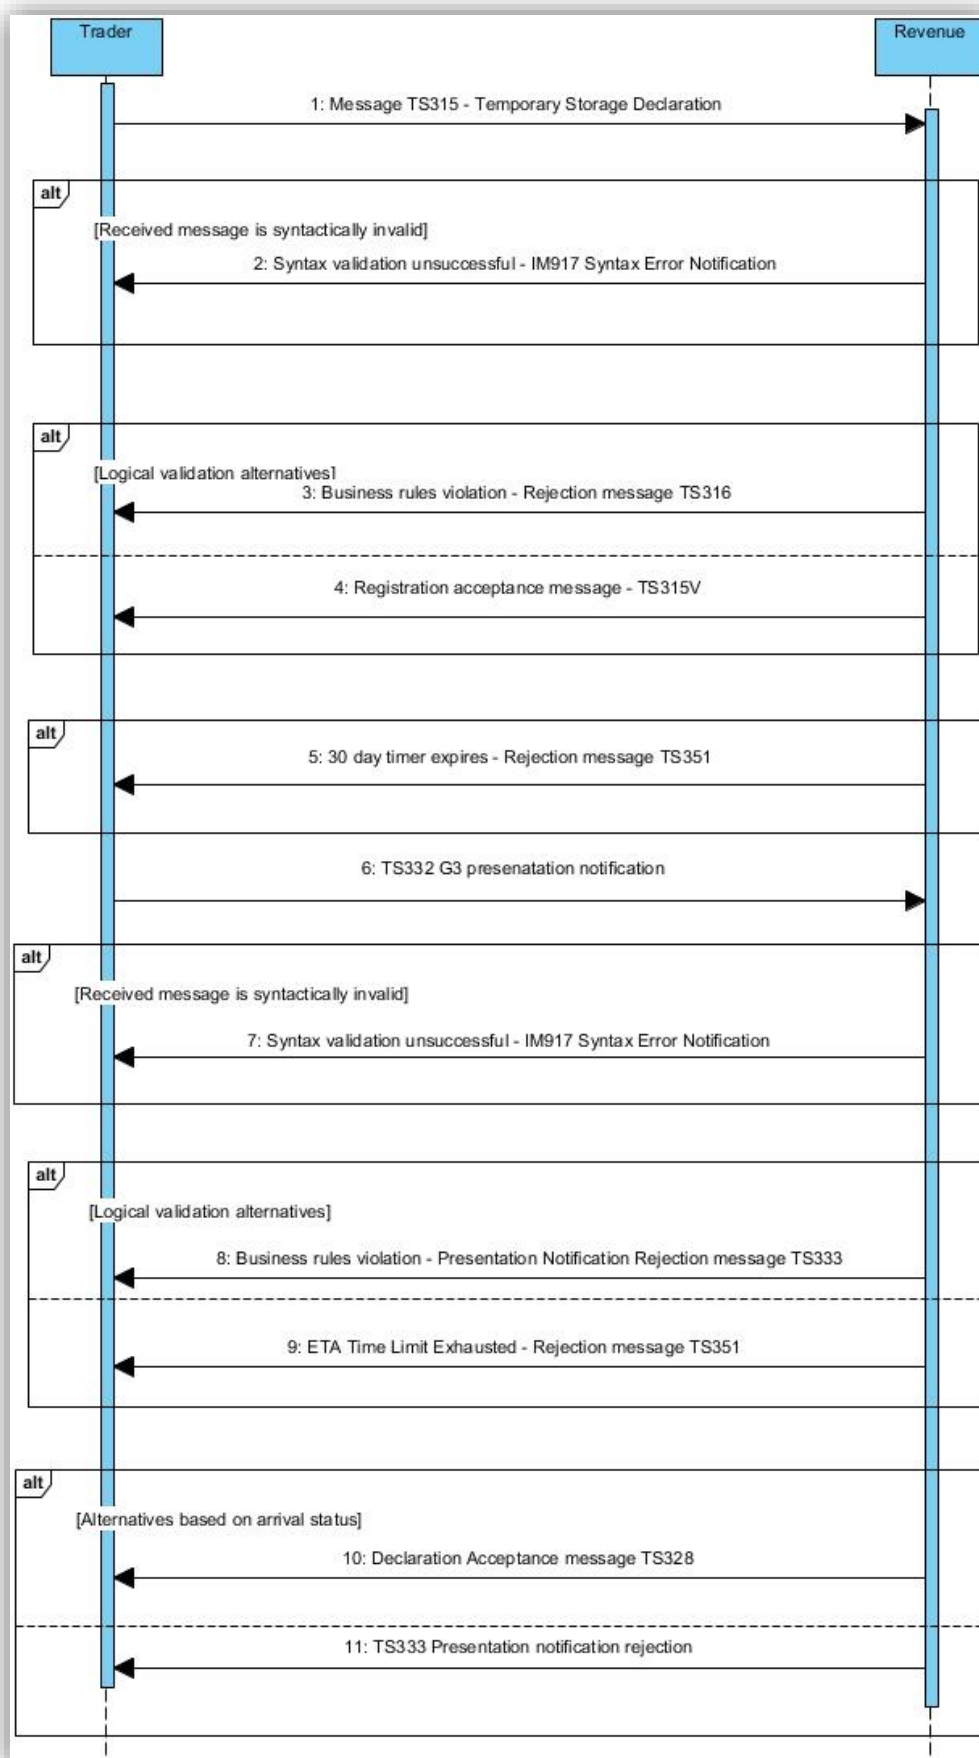 Trader
Revenue
1: Message TS315 - Temporary Storage Declaration
alt
[Received message is syntactically invalid]
2: Syntax validation unsuccessful - IM917 Syntax Error Notification
alt
[Logical validation alternatives]
3: Business rules violation - Rejection message TS316
4: Registration acceptance message - TS315V
alt
5: 30 day timer expires - Rejection message TS351
6: TS332 G3 presenatation notification
alt
[Received message is syntactically invalid]
7: Syntax validation unsuccessful - IM917 Syntax Error Notification
alt
[Logical validation alternatives]
8: Business rules violation - Presentation Notification Rejection message TS333
9: ETA Time Limit Exhausted - Rejection message TS351
alt
[Alternatives based on arrival status]
10: Declaration Acceptance message TS328
11: TS333 Presentation notification rejection